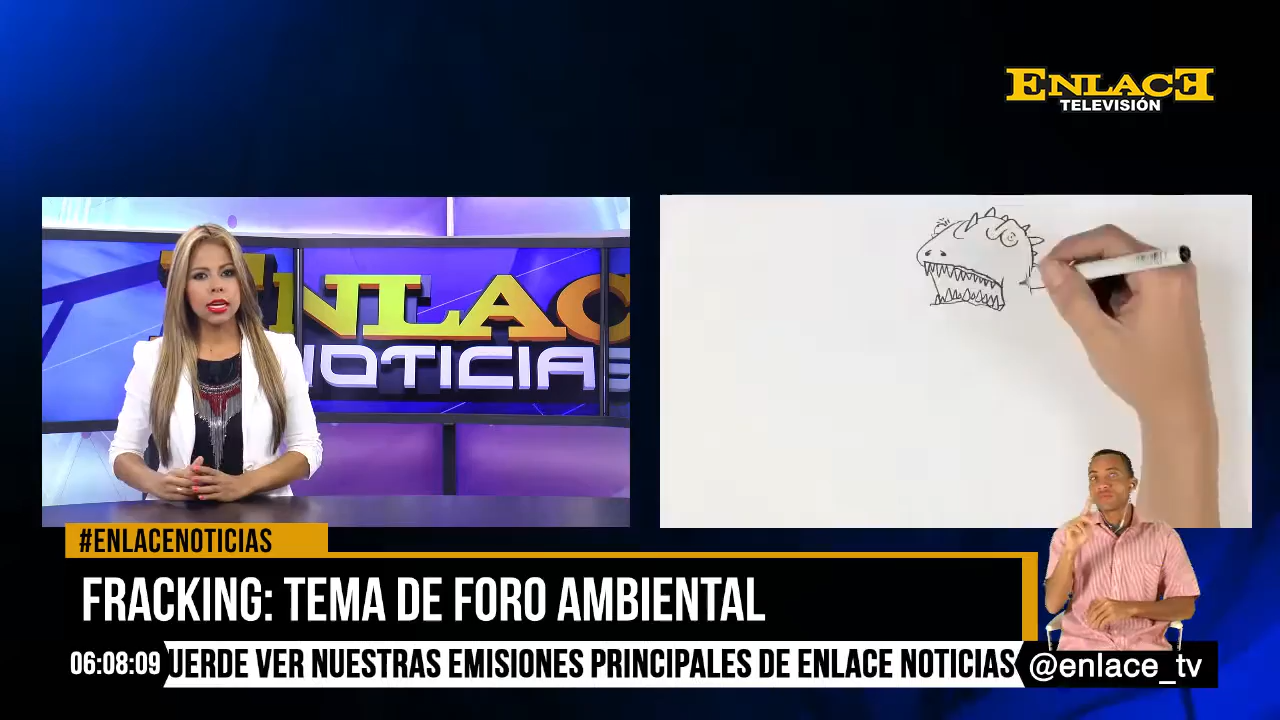 ENLACE
TELEVISIÓN
ENLAC
NOTICIAS
#ENLACENOTICIAS
FRACKING: TEMA DE FORO AMBIENTAL
06:08:09 UERDE VER NUESTRAS EMISIONES PRINCIPALES DE ENLACE NOTICIAS @enlace_tv